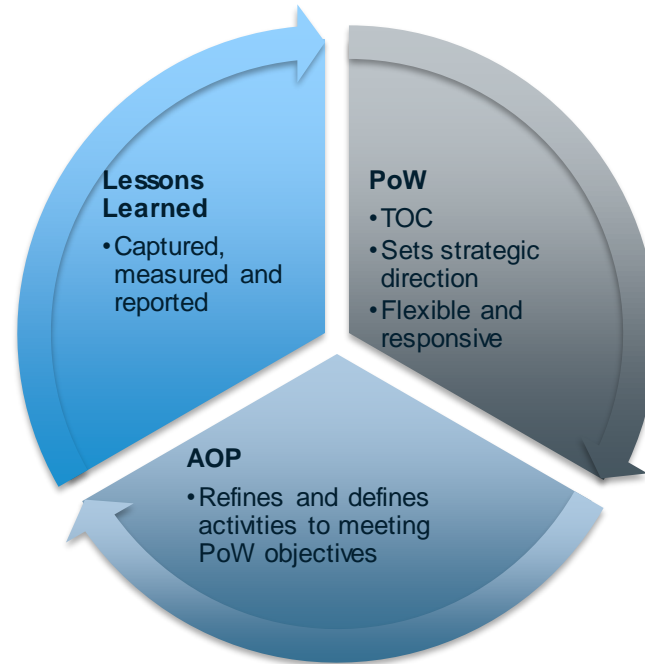 Lessons
Learned
•Captured,
measured and
reported
PoW
•TOC
•Sets strategic
direction
•Flexible and
responsive
AOP
•Refines and defines
activities to meeting
PoW objectives